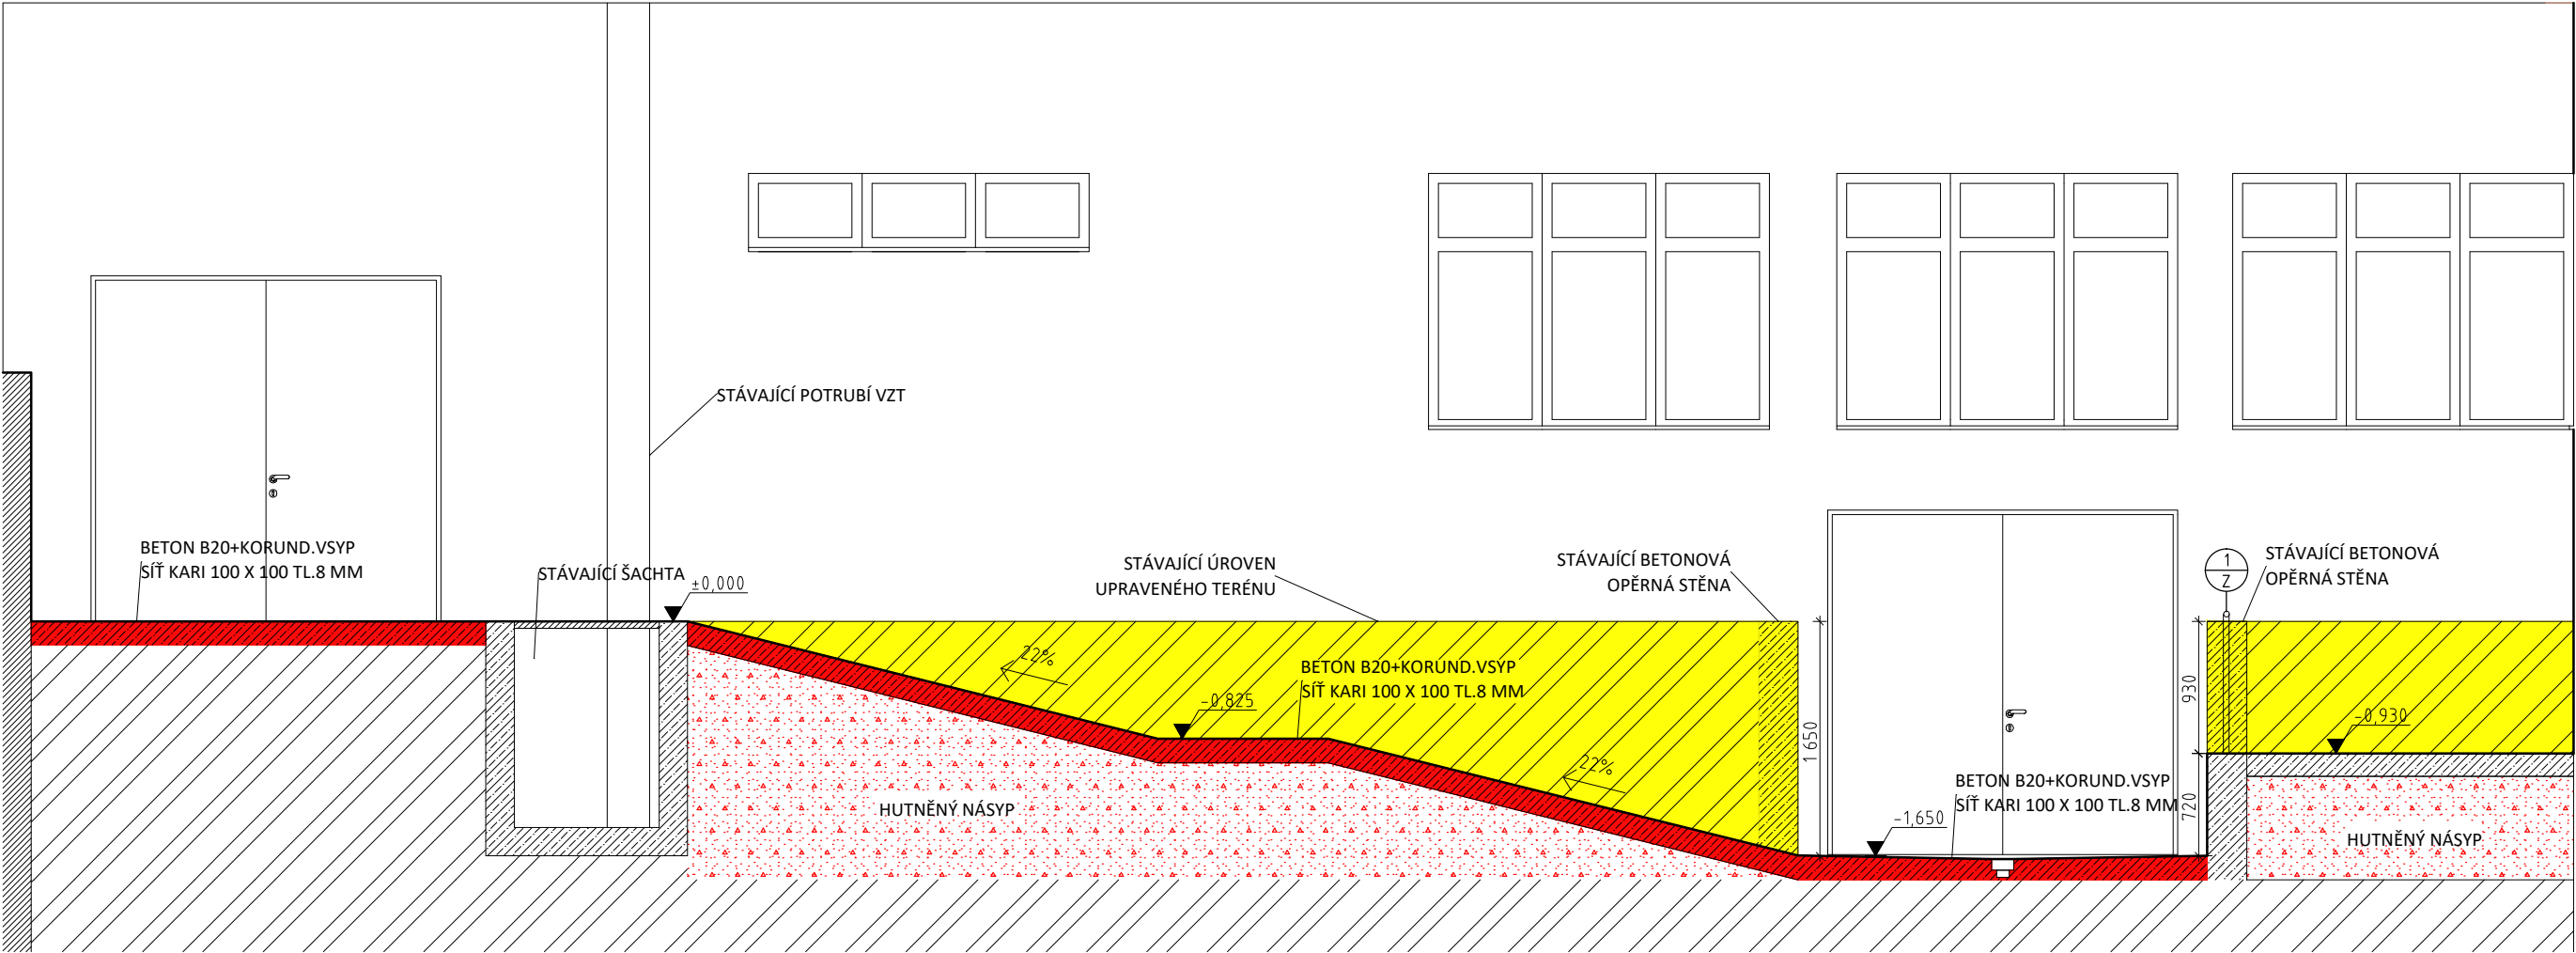 STÁVAJÍCÍ POTRUBÍ VZT
BETON B20+KORUND.VSYP
SÍŤ KARI 100 X 100 TL.8 MM
STÁVAJÍCÍ ŠACHTA
±0,000
STÁVAJÍCÍ ÚROVEN
UPRAVENÉHO TERÉNU
STÁVAJÍCÍ BETONOVÁ
OPĚRNÁ STĚNA
1
Z
STÁVAJÍCÍ BETONOVÁ
OPĚRNÁ STĚNA
22%
BETON B20+KORUND.VSYP
SÍŤ KARI 100 X 100 TL.8 MM
-0,825
1650
930
-0,930
22%
BETON B20+KORUND.VSYP
SÍŤ KARI 100 X 100 TL.8 MM
720
-1,650
HUTNĚNÝ NÁSYP
HUTNĚNÝ NÁSYP